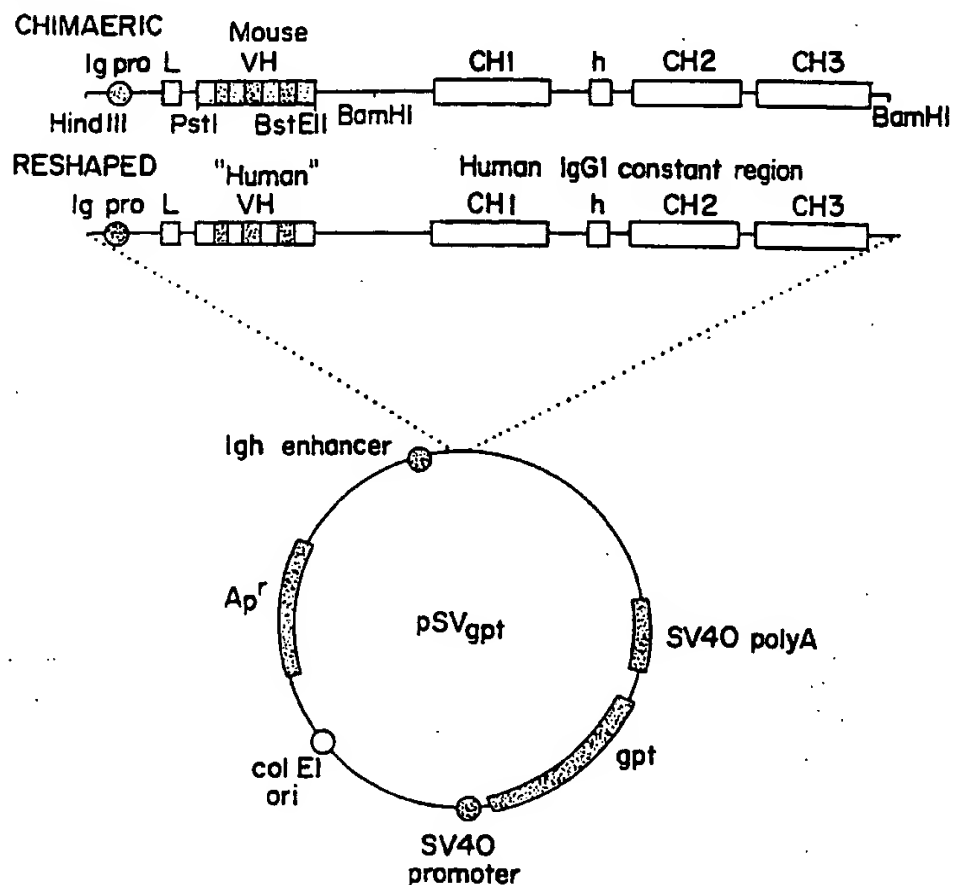 CHIMAERIC
Mouse
Ig pro L VH CH1 h CH2 CH3
HindIII PstI BstEII BamHI BamHI
RESHAPED
"Human" Human IgG1 constant region
Ig pro L VH CH1 h CH2 CH3
Igh enhancer
Apr
pSVgpt
SV40 polyA
gpt
col E1
ori
SV40
promoter